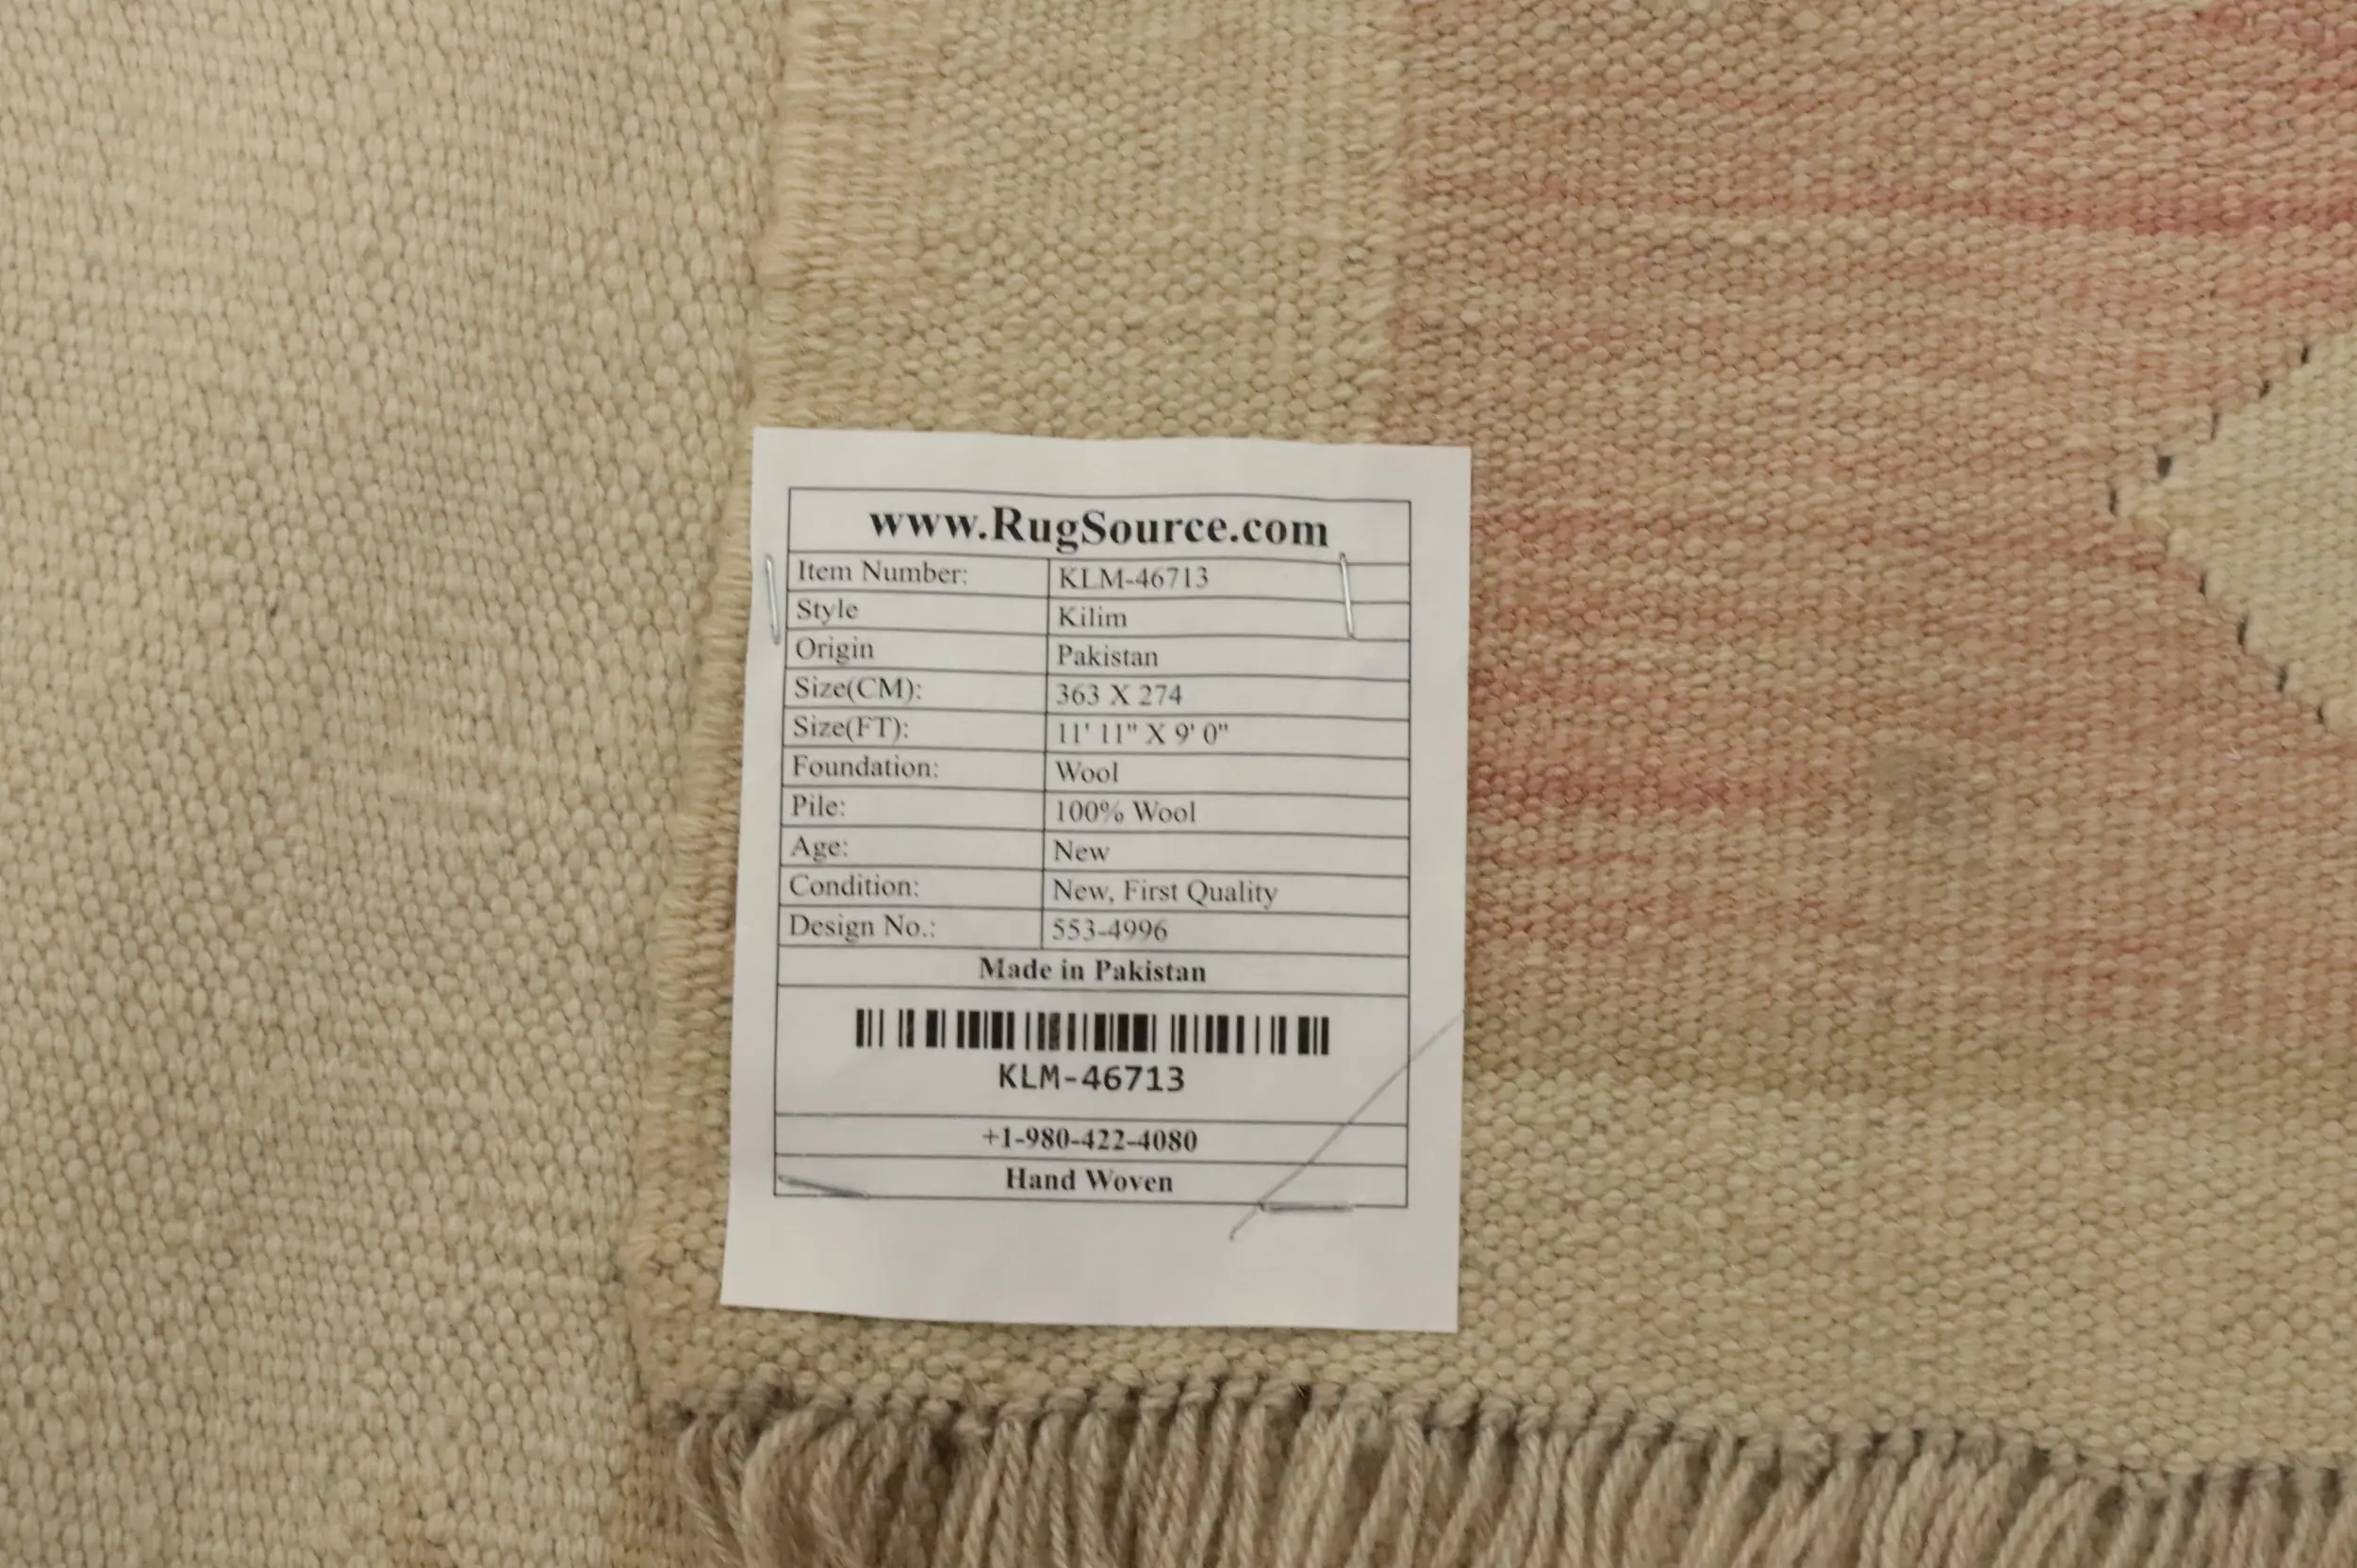 www.RugSource.com
Item Number: KLM-46713
Style Kilim
Origin Pakistan
Size(CM): 363 X 274
Size(FT): 11' 11" X 9' 0"
Foundation: Wool
Pile: 100% Wool
Age: New
Condition: New, First Quality
Design No.: 553-4996
Made in Pakistan
KLM-46713
+1-980-422-4080
Hand Woven